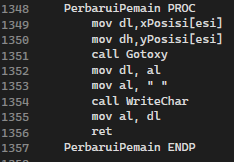 1348 PerbaruiPemain PROC
1349 mov dl,xPosisi[esi]
1350 mov dh,yPosisi[esi]
1351 call Gotoxy
1352 mov dl, al
1353 mov al, " "
1354 call WriteChar
1355 mov al, dl
1356 ret
1357 PerbaruiPemain ENDP